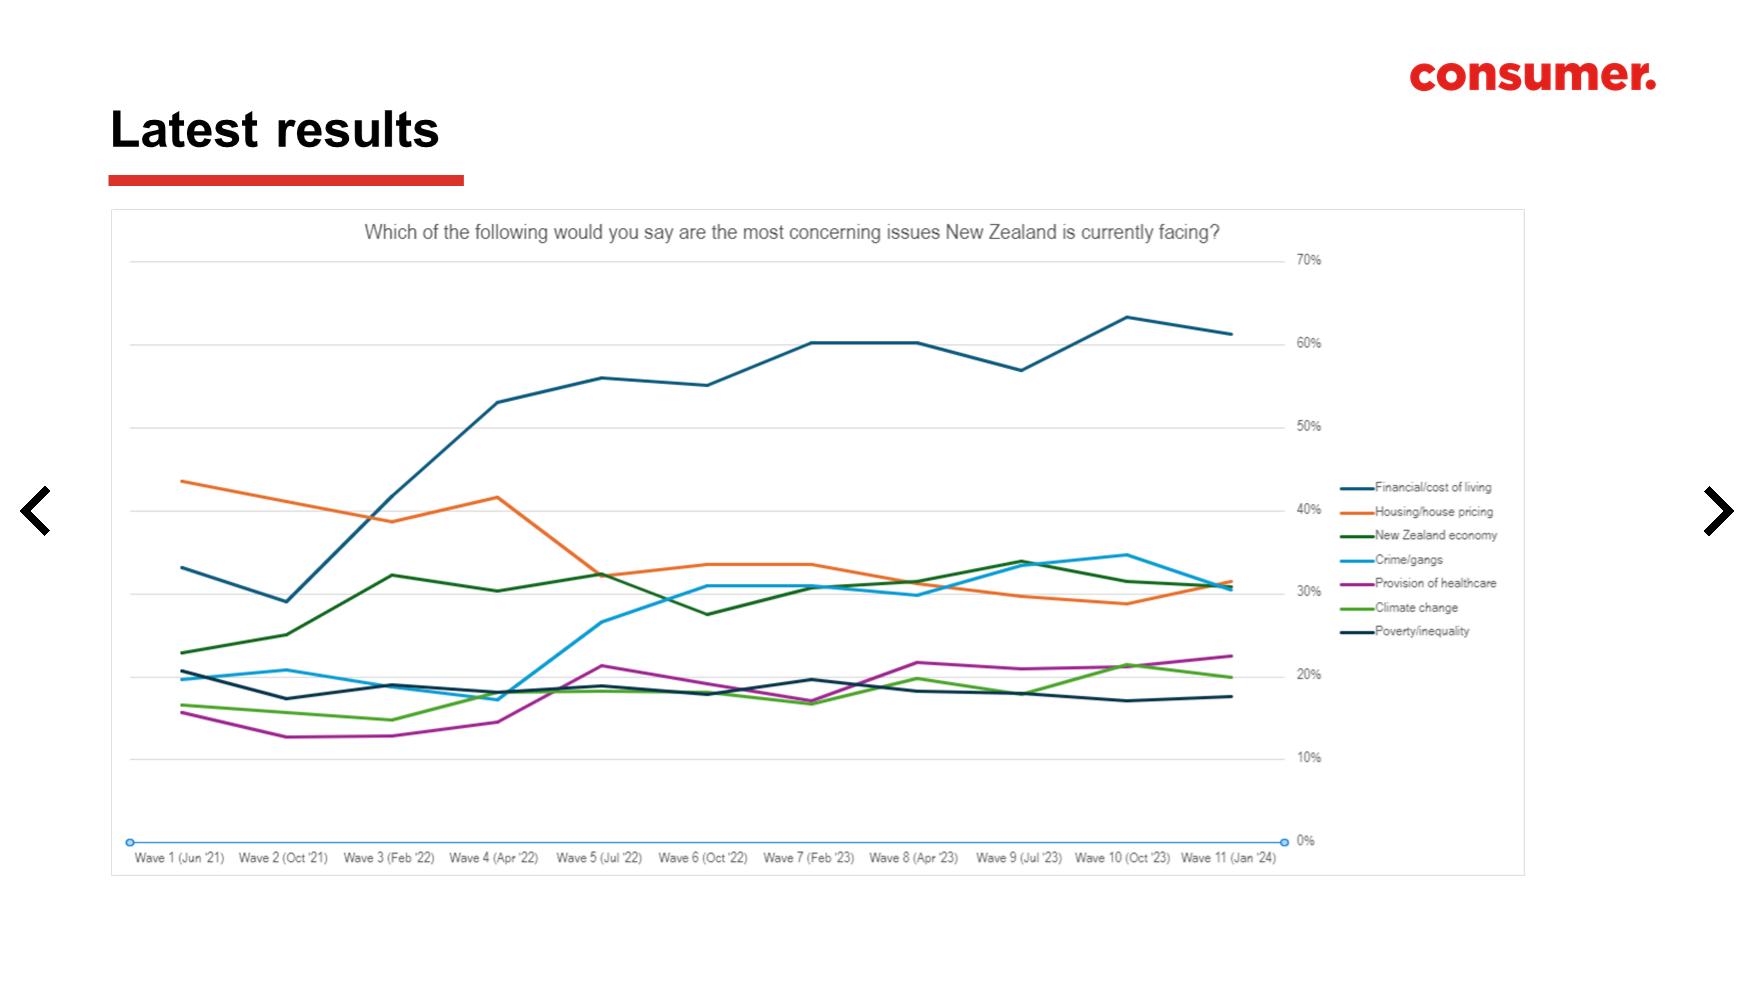 consumer.
Latest results
Which of the following would you say are the most concerning issues New Zealand is currently facing?
70%
60%
50%
40%
30%
20%
10%
0%
Financial/cost of living
Housing/house pricing
New Zealand economy
Crime/gangs
Provision of healthcare
Climate change
Poverty/inequality
Wave 1 (Jun '21) Wave 2 (Oct '21) Wave 3 (Feb '22) Wave 4 (Apr '22) Wave 5 (Jul '22) Wave 6 (Oct '22) Wave 7 (Feb '23) Wave 8 (Apr '23) Wave 9 (Jul '23) Wave 10 (Oct '23) Wave 11 (Jan '24)